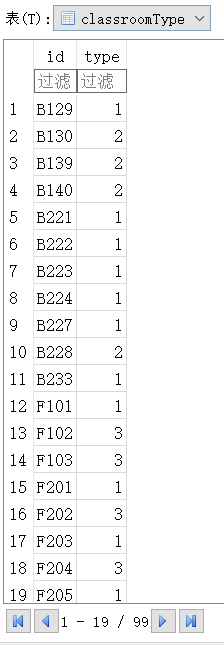 表(T): classroomType
id type
过滤 过滤
1 B129 1
2 B130 2
3 B139 2
4 B140 2
5 B221 1
6 B222 1
7 B223 1
8 B224 1
9 B227 1
10 B228 2
11 B233 1
12 F101 1
13 F102 3
14 F103 3
15 F201 1
16 F202 3
17 F203 1
18 F204 3
19 F205 1
1 - 19 / 99